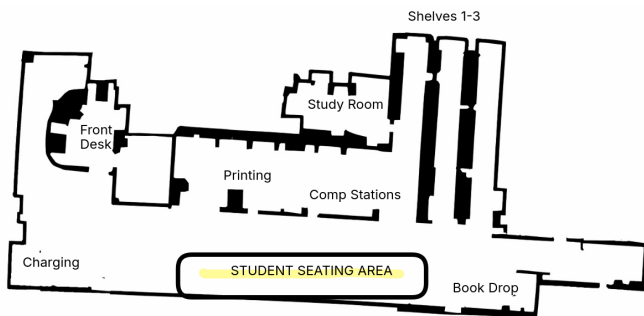 Shelves 1-3
Study Room
Front
Desk
Printing
Comp Stations
Charging
STUDENT SEATING AREA
Book Drop